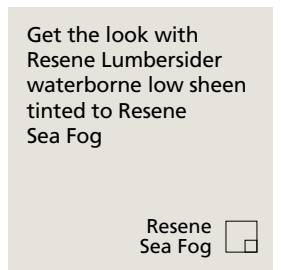 Get the look with
Resene Lumbersider
waterborne low sheen
tinted to Resene
Sea Fog
Resene
Sea Fog